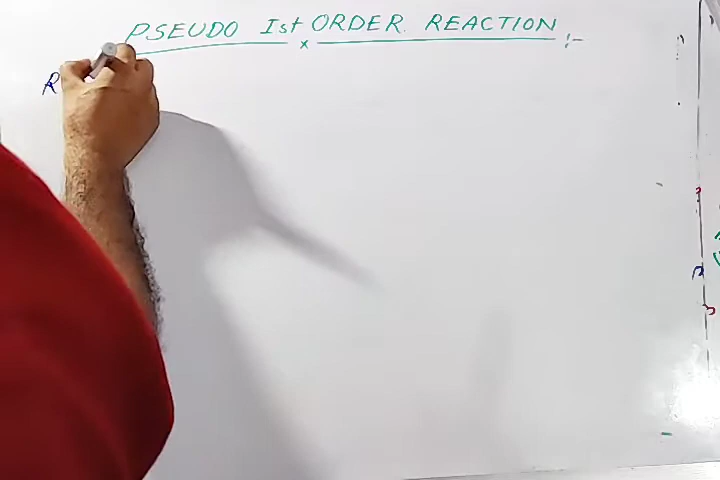 PSEUDO Ist ORDER REACTION :-
R